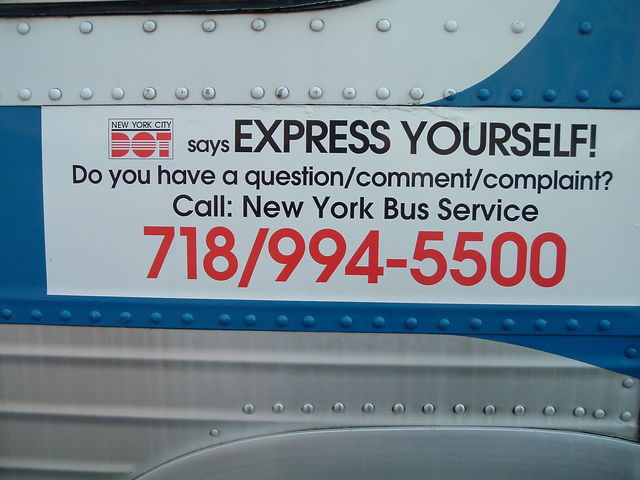 NEW YORK CITY
DOT says EXPRESS YOURSELF!
Do you have a question/comment/complaint?
Call: New York Bus Service
718/994-5500